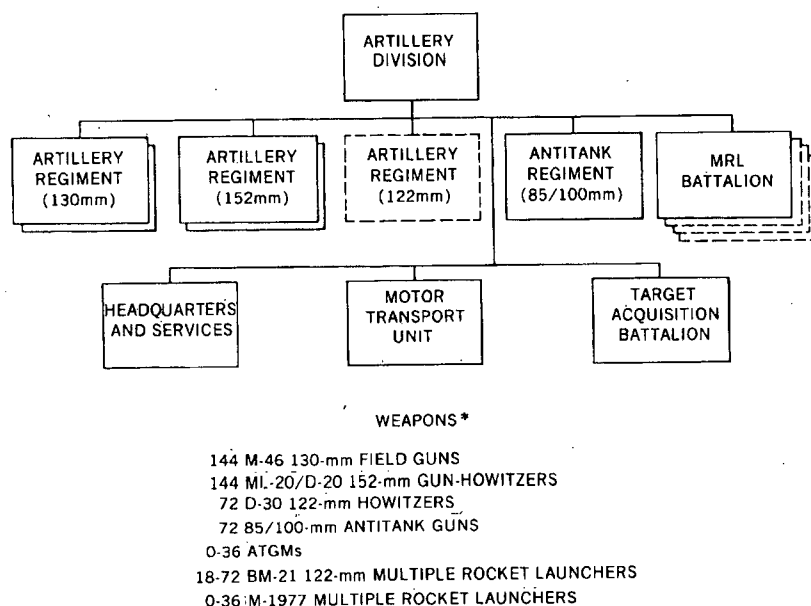 ARTILLERY
DIVISION
ARTILLERY
REGIMENT
(130mm)
ARTILLERY
REGIMENT
(152mm)
ARTILLERY
REGIMENT
(122mm)
ANTITANK
REGIMENT
(85/100mm)
MRL
BATTALION
HEADQUARTERS
AND SERVICES
MOTOR
TRANSPORT
UNIT
TARGET
ACQUISITION
BATTALION
WEAPONS*
144 M-46 130-mm FIELD GUNS
144 ML-20/D-20 152-mm GUN-HOWITZERS
72 D-30 122-mm HOWITZERS
72 85/100-mm ANTITANK GUNS
0-36 ATGMs
18-72 BM-21 122-mm MULTIPLE ROCKET LAUNCHERS
0-36 M-1977 MULTIPLE ROCKET LAUNCHERS